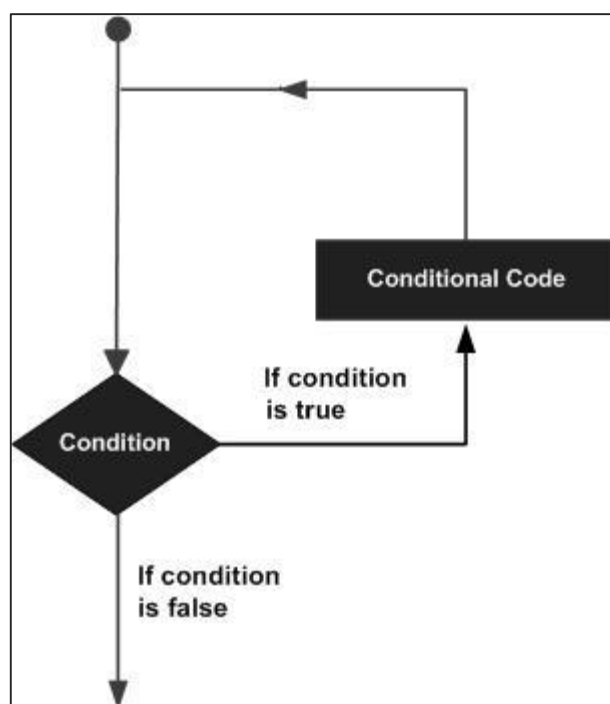 Conditional Code
If condition
is true
Condition
If condition
is false